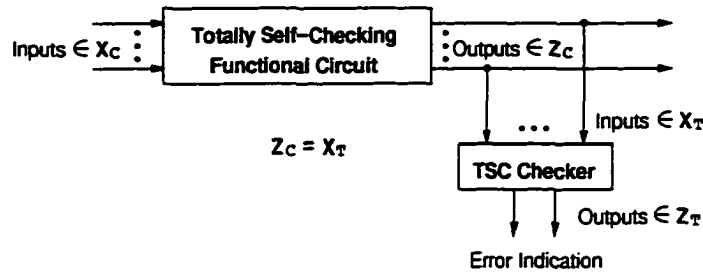 Inputs ∈ X_C
Totally Self-Checking
Functional Circuit
Outputs ∈ Z_C
Inputs ∈ X_T
Z_C = X_T
TSC Checker
Outputs ∈ Z_T
Error Indication